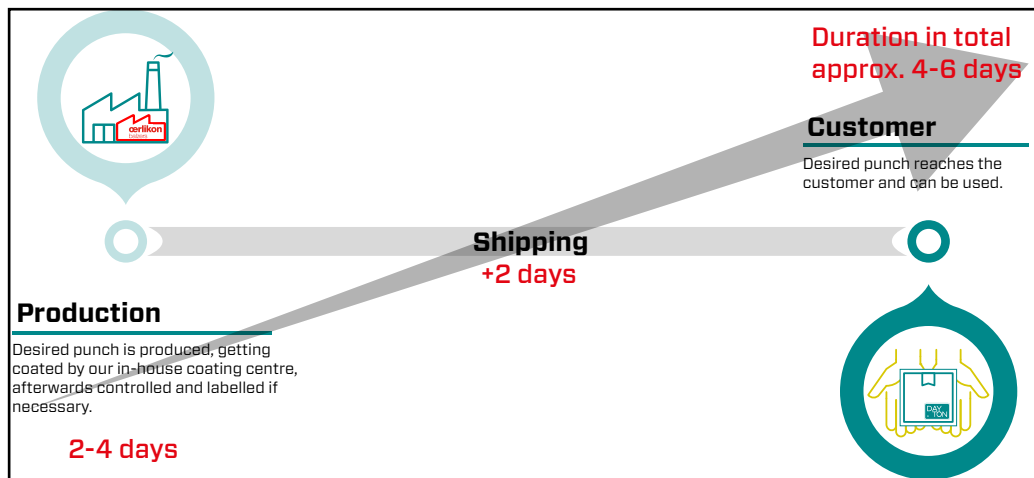 Duration in total
approx. 4-6 days
œrlikon
balzers
Customer
Desired punch reaches the
customer and can be used.
Shipping
+2 days
Production
Desired punch is produced, getting
coated by our in-house coating centre,
afterwards controlled and labelled if
necessary.
2-4 days
DAY
TON